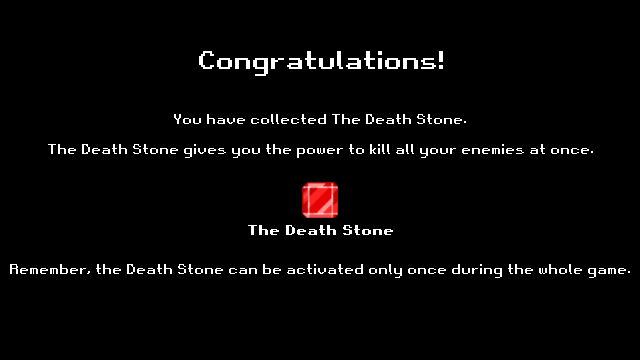 Congratulations!
You have collected The Death Stone.
The Death Stone gives you the power to kill all your enemies at once.
The Death Stone
Remember, the Death Stone can be activated only once during the whole game.